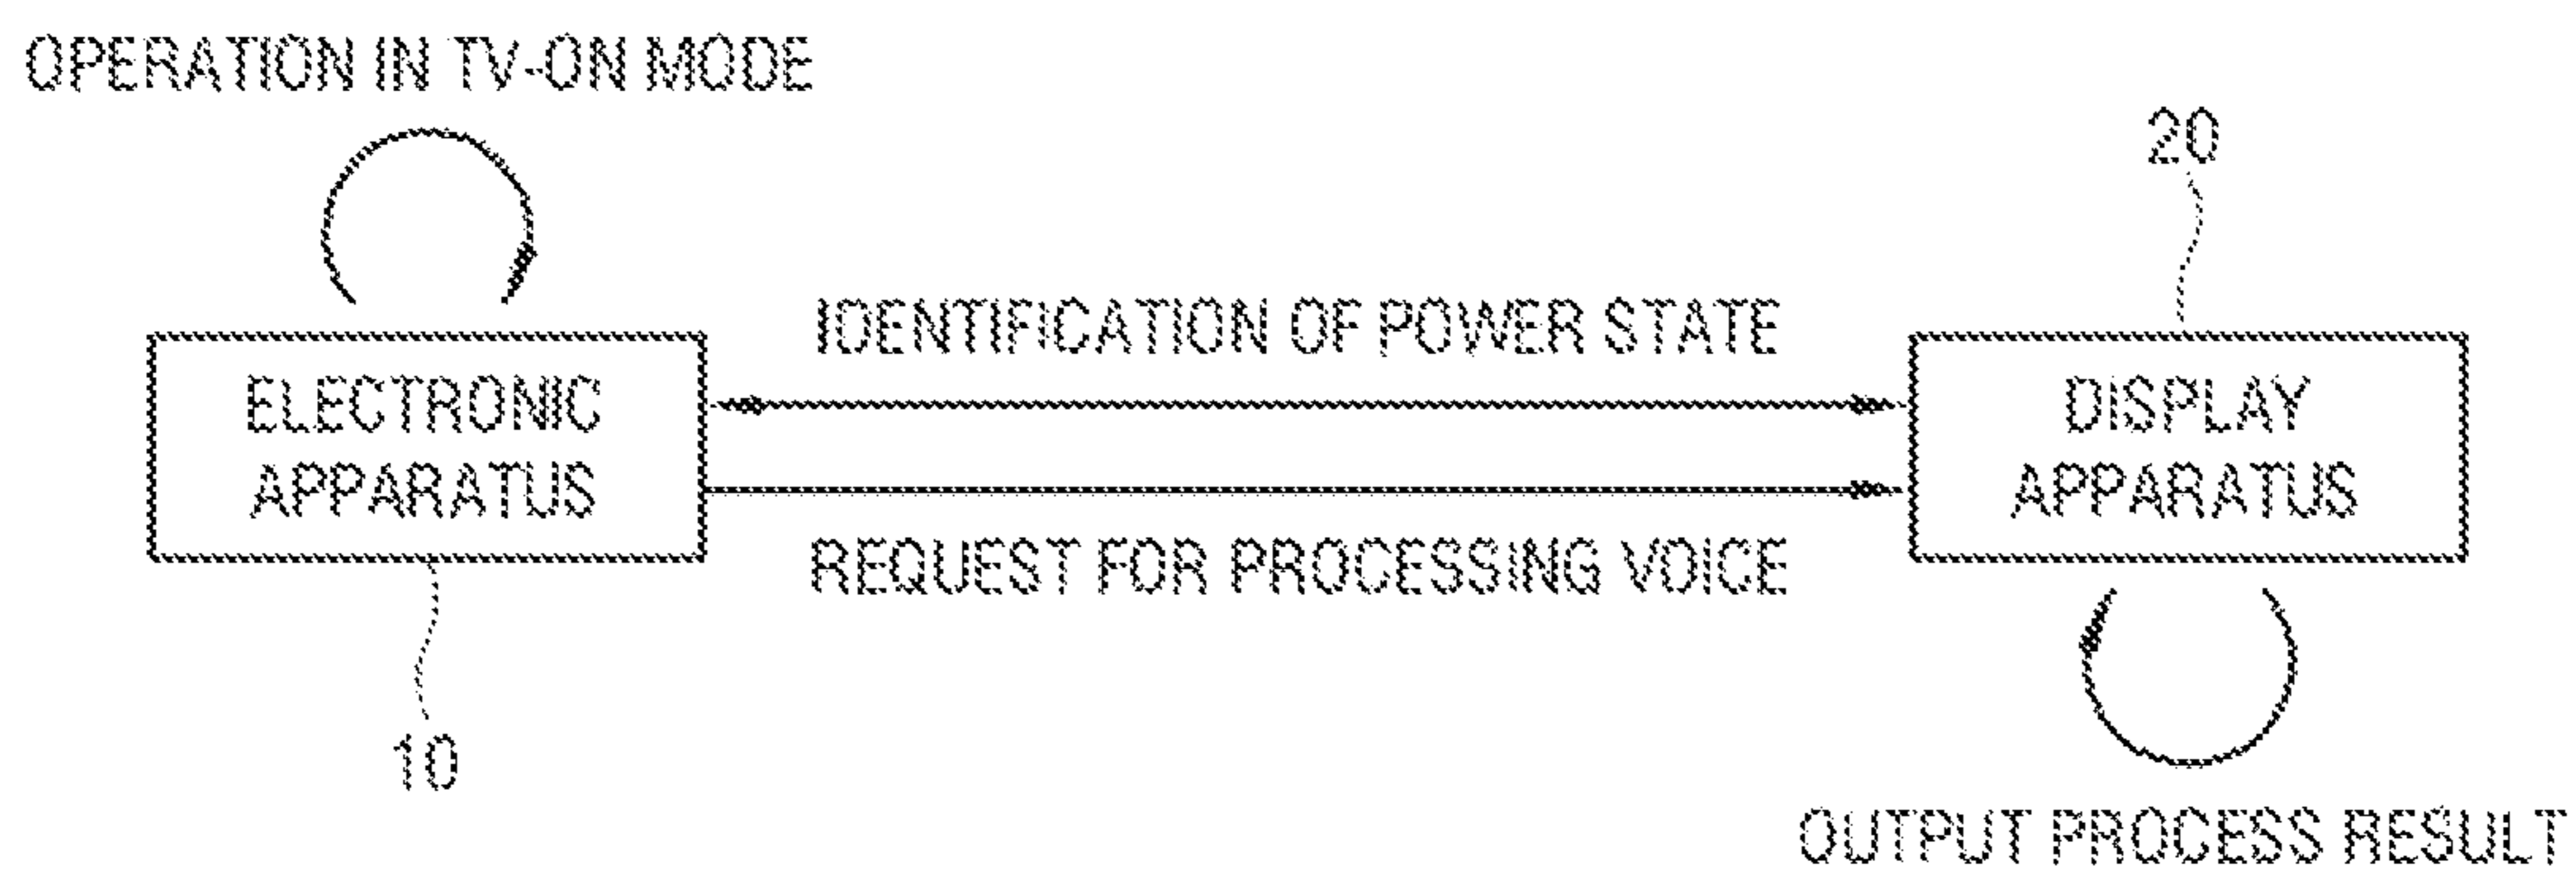 OPERATION IN TV-ON MODE
20
IDENTIFICATION OF POWER STATE
ELECTRONIC
APPARATUS
DISPLAY
APPARATUS
REQUEST FOR PROCESSING VOICE
10
OUTPUT PROCESS RESULT